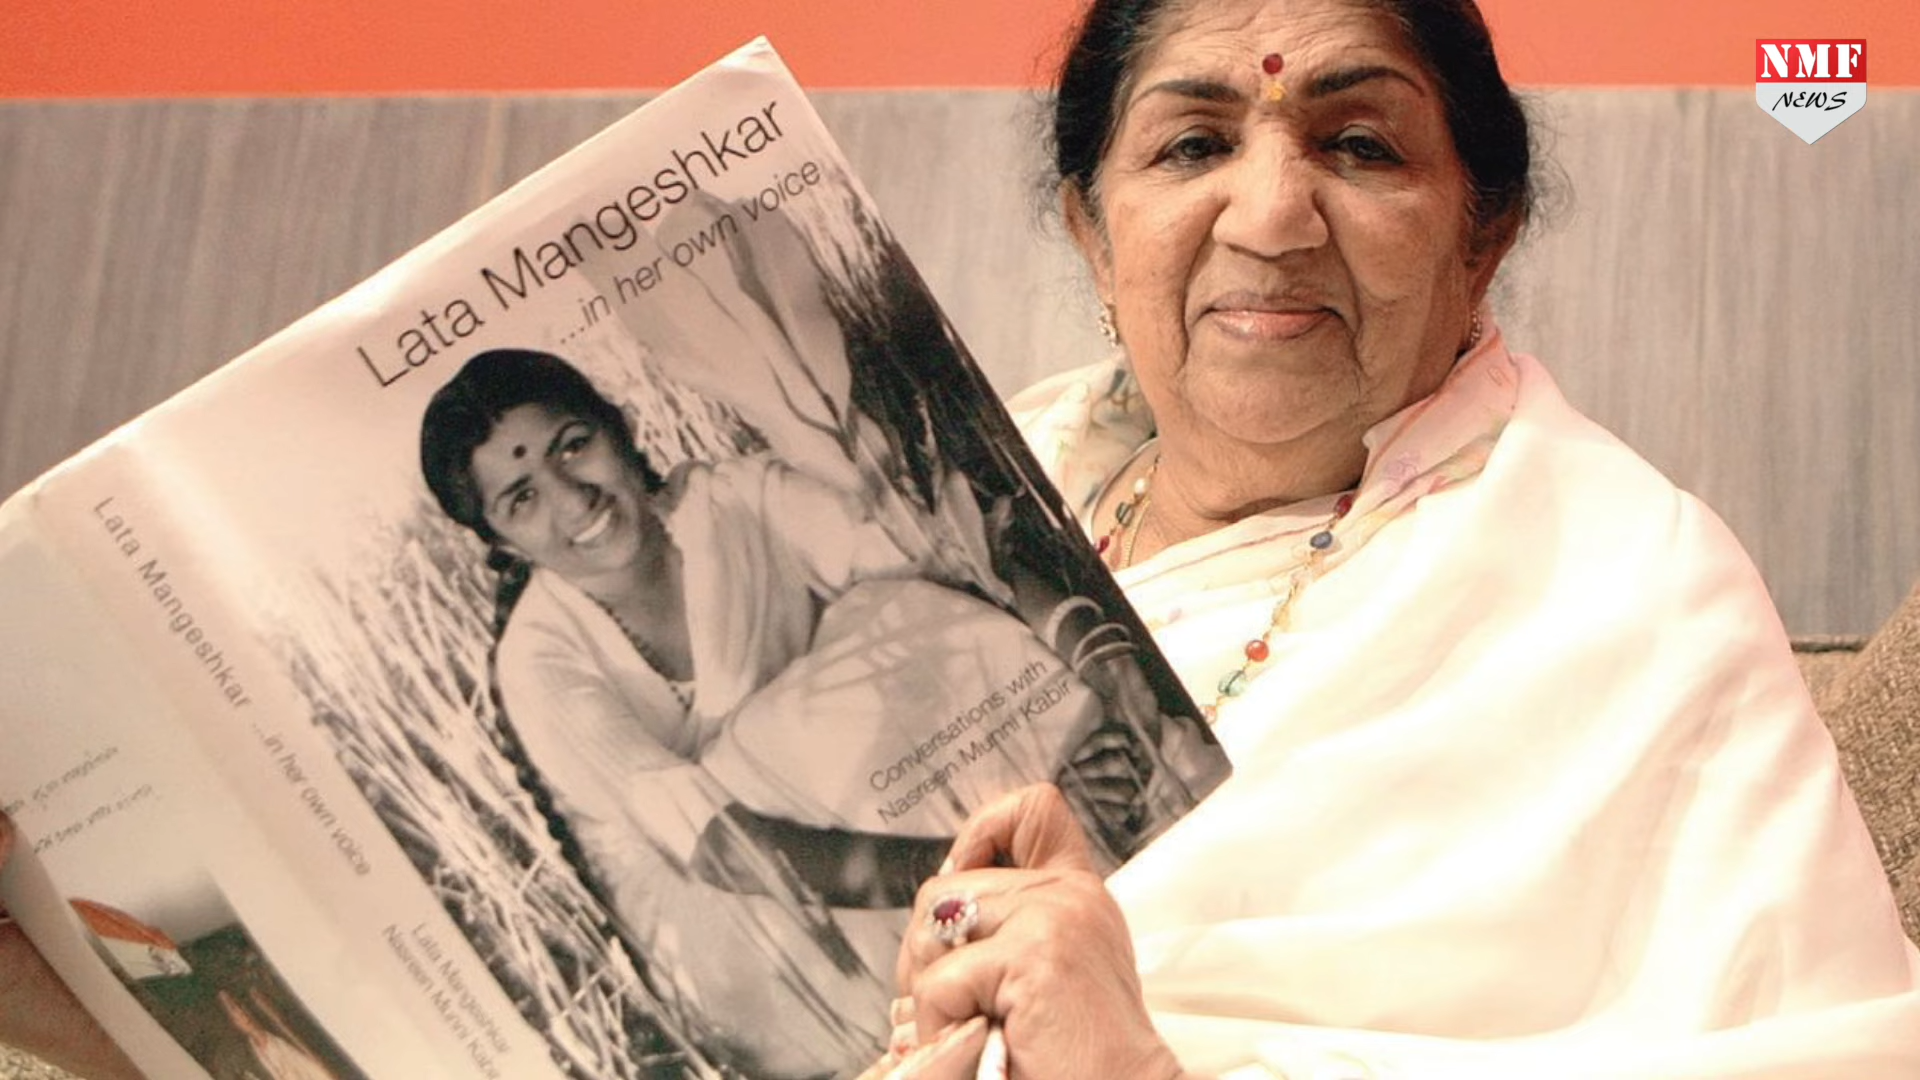 NMF
NEWS
Lata Mangeshkar
...in her own voice
Conversations with
Nasreen Munni Kabir
Lata Mangeshkar ...in her own voice
Lata Mangeshkar
Nasreen Munni Kabir